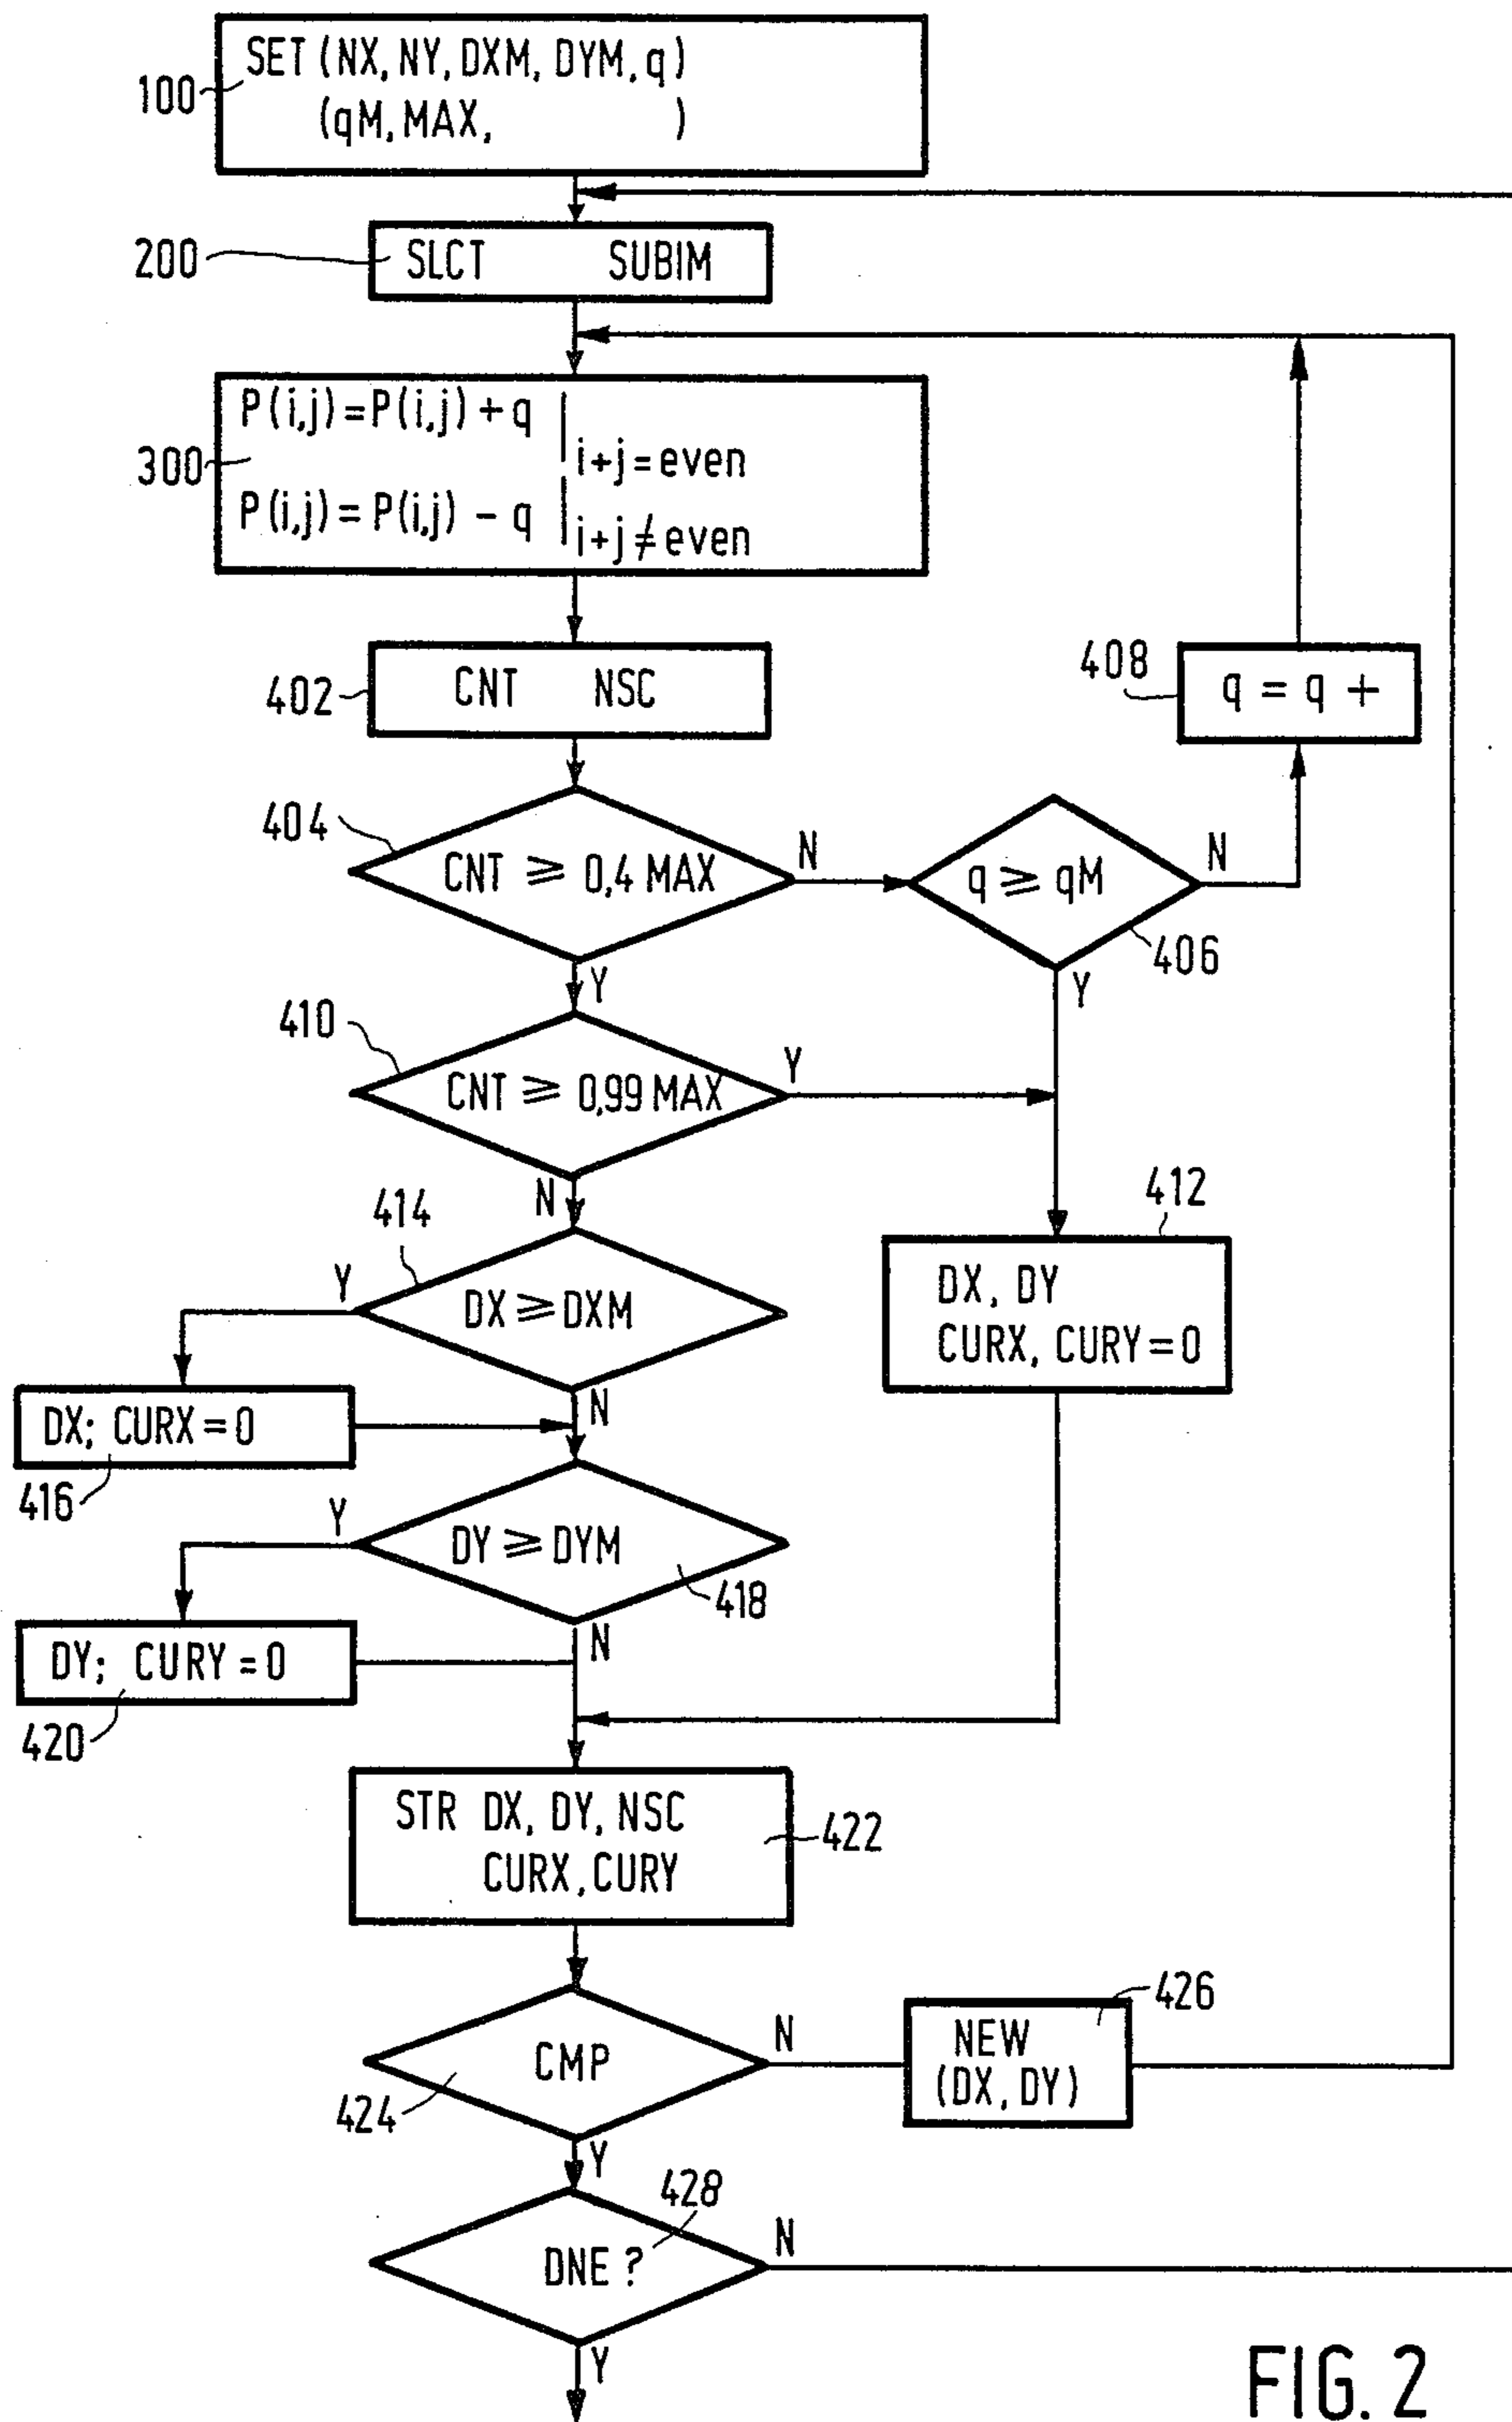 SET (NX, NY, DXM, DYM, q)
100
(qM, MAX, )
200
SLCT SUBIM
P(i,j) = P(i,j) + q | i+j = even
300
P(i,j) = P(i,j) - q | i+j ≠ even
402
CNT NSC
408
q = q +
404
CNT ≥ 0,4 MAX
N
q ≥ qM
N
406
Y
Y
410
CNT ≥ 0,99 MAX
Y
N
414
Y
DX ≥ DXM
N
412
DX, DY
CURX, CURY = 0
DX; CURX = 0
416
Y
DY ≥ DYM
418
N
DY; CURY = 0
420
STR DX, DY, NSC
CURX, CURY
422
CMP
424
N
426
NEW
(DX, DY)
Y
428
DNE ?
N
Y
FIG. 2